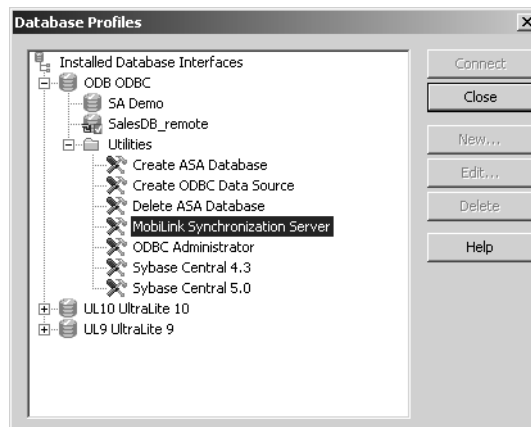 Database Profiles
Installed Database Interfaces
ODB ODBC
SA Demo
SalesDB_remote
Utilities
Create ASA Database
Create ODBC Data Source
Delete ASA Database
MobiLink Synchronization Server
ODBC Administrator
Sybase Central 4.3
Sybase Central 5.0
UL10 UltraLite 10
UL9 UltraLite 9
Connect
Close
New...
Edit...
Delete
Help